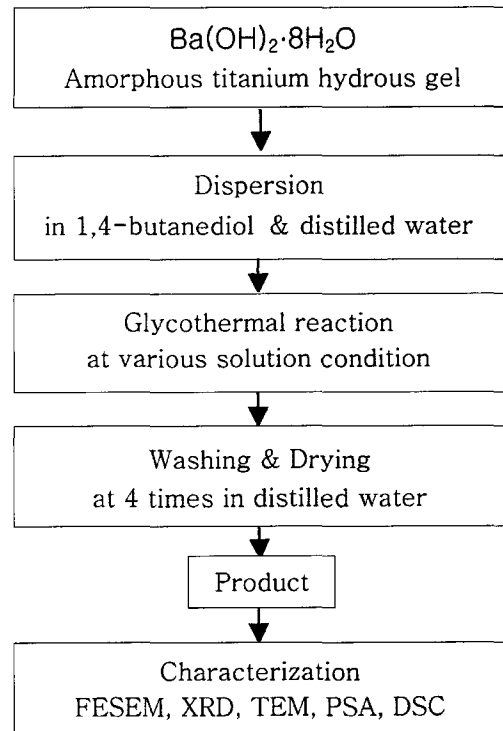 Ba(OH)₂·8H₂O
Amorphous titanium hydrous gel
Dispersion
in 1,4-butanediol & distilled water
Glycothermal reaction
at various solution condition
Washing & Drying
at 4 times in distilled water
Product
Characterization
FESEM, XRD, TEM, PSA, DSC